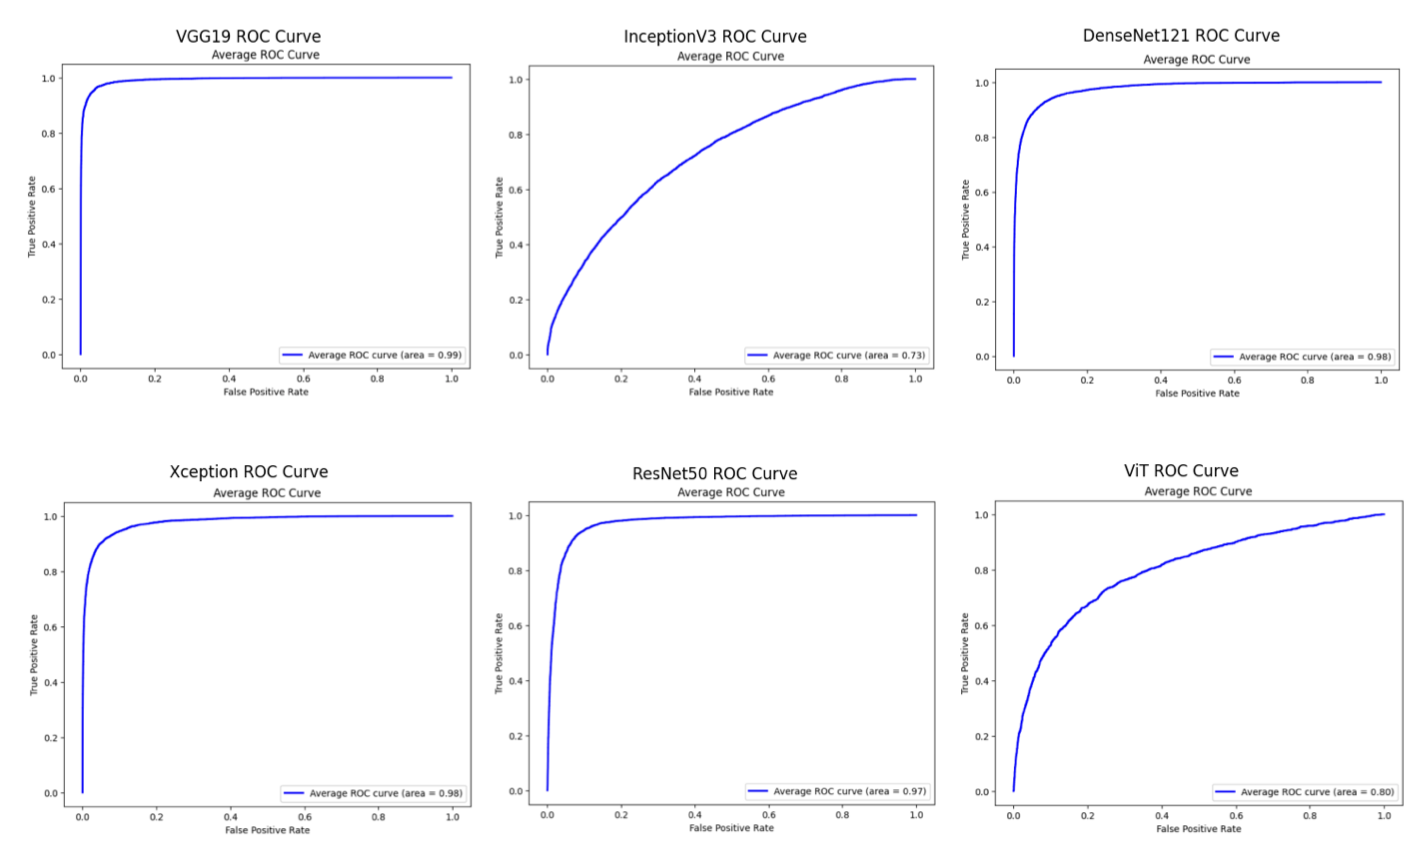 VGG19 ROC Curve
Average ROC Curve
1.0
0.8
0.6
0.4
0.2
0.0
True Positive Rate
Average ROC curve (area = 0.99)
0.0 0.2 0.4 0.6 0.8 1.0
False Positive Rate
InceptionV3 ROC Curve
Average ROC Curve
1.0
0.8
0.6
0.4
0.2
0.0
True Positive Rate
Average ROC curve (area = 0.73)
0.0 0.2 0.4 0.6 0.8 1.0
False Positive Rate
DenseNet121 ROC Curve
Average ROC Curve
1.0
0.8
0.6
0.4
0.2
0.0
True Positive Rate
Average ROC curve (area = 0.98)
0.0 0.2 0.4 0.6 0.8 1.0
False Positive Rate
Xception ROC Curve
Average ROC Curve
1.0
0.8
0.6
0.4
0.2
0.0
True Positive Rate
Average ROC curve (area = 0.98)
0.0 0.2 0.4 0.6 0.8 1.0
False Positive Rate
ResNet50 ROC Curve
Average ROC Curve
1.0
0.8
0.6
0.4
0.2
0.0
True Positive Rate
Average ROC curve (area = 0.97)
0.0 0.2 0.4 0.6 0.8 1.0
False Positive Rate
ViT ROC Curve
Average ROC Curve
1.0
0.8
0.6
0.4
0.2
0.0
True Positive Rate
Average ROC curve (area = 0.80)
0.0 0.2 0.4 0.6 0.8 1.0
False Positive Rate